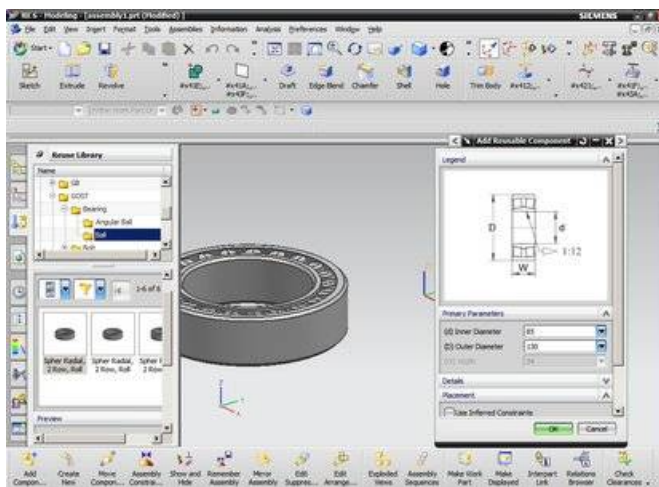 NX 6 - Modeling - [assembly1.prt (Modified) ]
SIEMENS
File Edit View Insert Format Tools Assemblies Information Analysis Preferences Window Help
Start
Sketch Extrude Revolve Draft Edge Blend Chamfer Shell Hole Trim Body
Reuse Library
Name
GB
GOST
Bearing
Angular Ball
Roll
Bolt
1-6 of 6
Spher Radial, 2 Row, Roll
Spher Radial, 2 Row, Roll
Preview
Add Reusable Component
Legend
D
d
1:12
W
Primary Parameters
(d) Inner Diameter 85
(D) Outer Diameter 130
Details
Placement
Use Inferred Constraints
OK Cancel
Add Compon... Create New Move Compon... Assembly Constrai... Show and Hide Remember Assembly Mirror Assembly Edit Suppres... Edit Arrange... Exploded Views Assembly Sequences Make Work Part Make Displayed Interpart Link Relations Browser Check Clearances